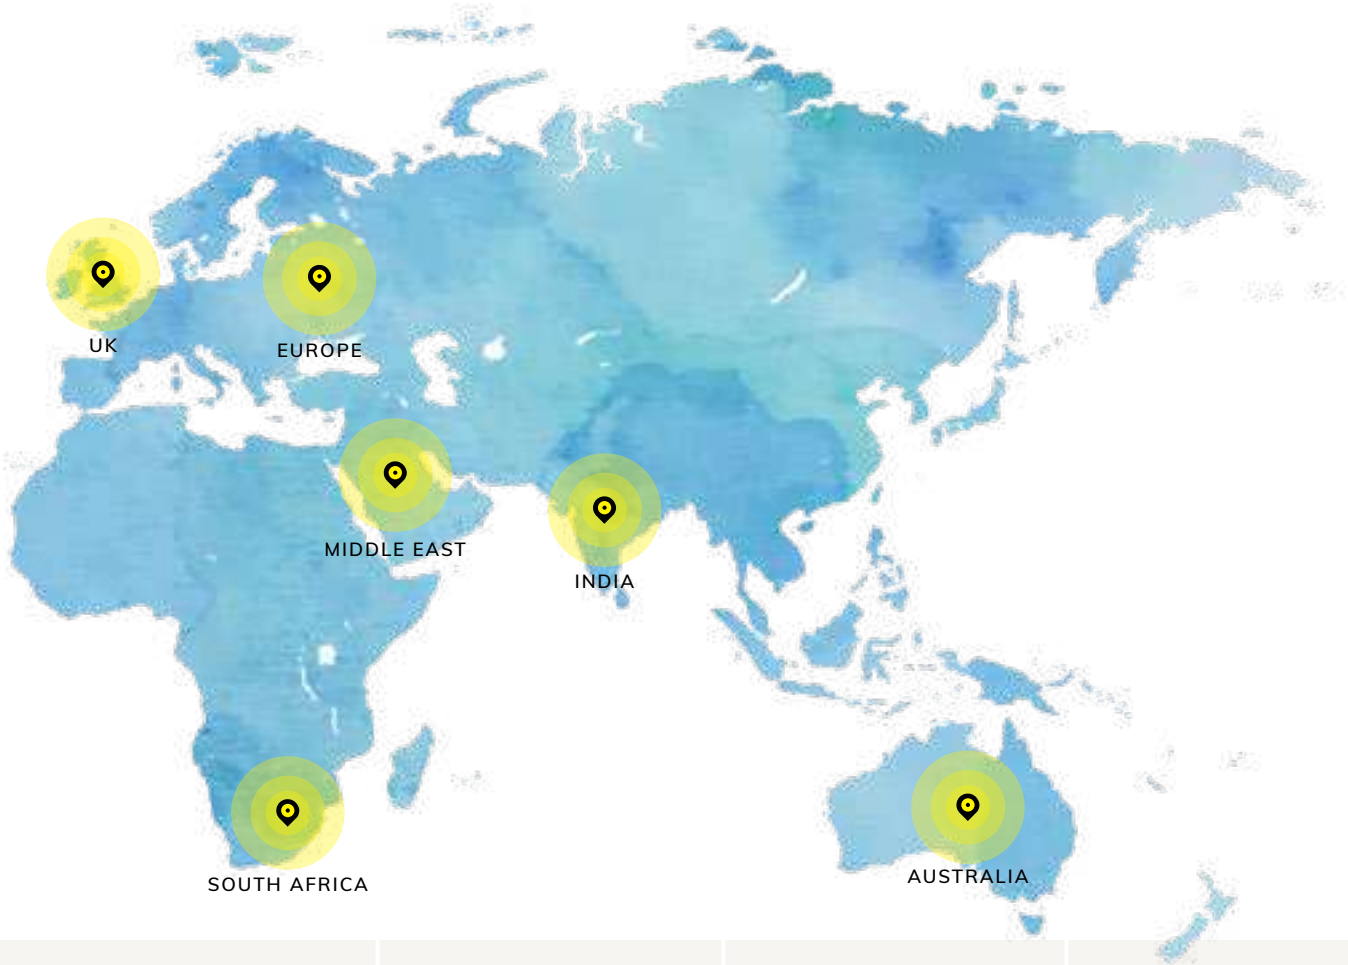 UK
EUROPE
MIDDLE EAST
INDIA
SOUTH AFRICA
AUSTRALIA